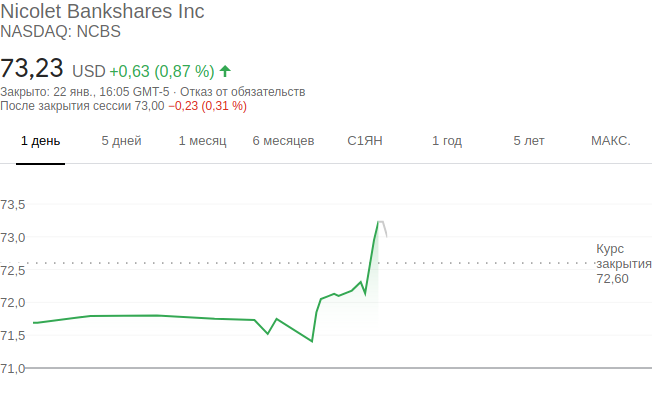 Nicolet Bankshares Inc
NASDAQ: NCBS
73,23 USD +0,63 (0,87 %)
Закрыто: 22 янв., 16:05 GMT-5 · Отказ от обязательств
После закрытия сессии 73,00 −0,23 (0,31 %)
1 день 5 дней 1 месяц 6 месяцев С1ЯН 1 год 5 лет МАКС.
73,5
73,0
Курс
закрытия
72,60
72,5
72,0
71,5
71,0